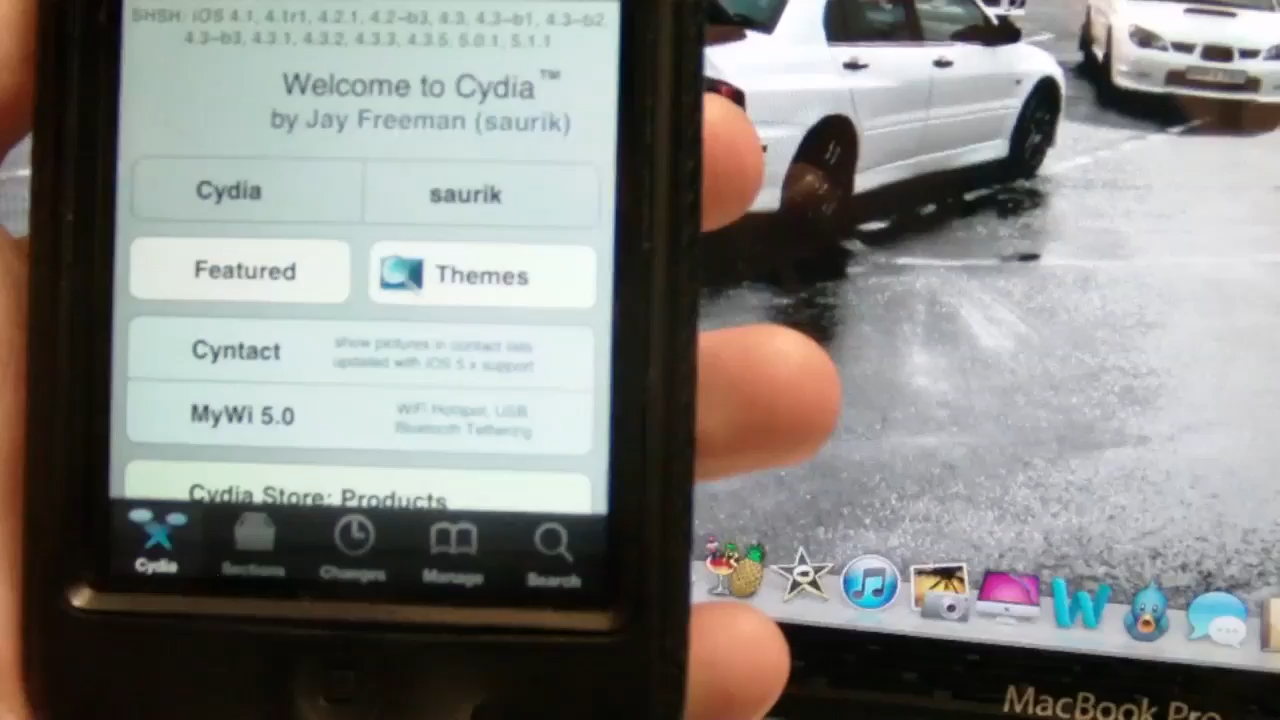 SHSH: iOS 4.1, 4.1r1, 4.2.1, 4.2-b3, 4.3, 4.3-b1, 4.3-b2
4.3-b3, 4.3.1, 4.3.2, 4.3.3, 4.3.5, 5.0.1, 5.1.1
Welcome to Cydia™
by Jay Freeman (saurik)
Cydia
saurik
Featured
Themes
Cyntact
show pictures in contact lists
updated with iOS 5.x support
MyWi 5.0
WiFi Hotspot, USB
Bluetooth Tethering
Cydia Store: Products
Cydia
Sections
Changes
Manage
Search
W
MacBook Pro